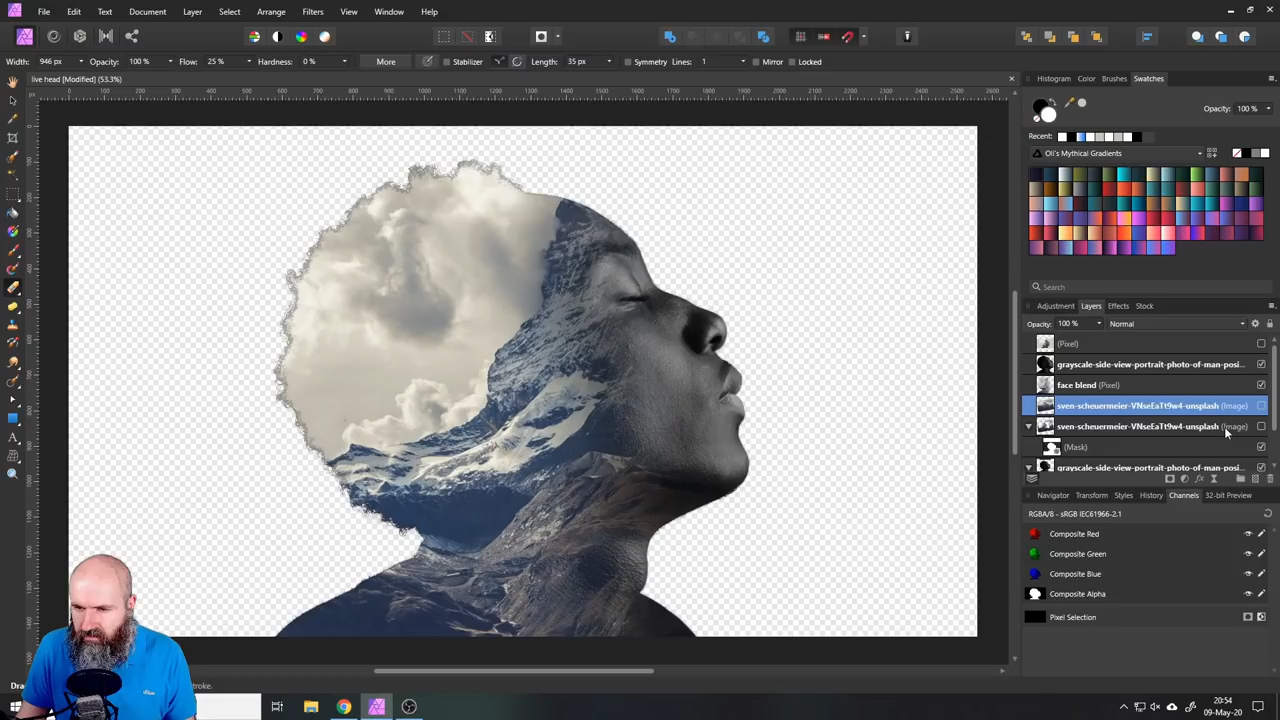 File Edit Text Document Layer Select Arrange Filters View Window Help
Width: 946 px Opacity: 100 % Flow: 25 % Hardness: 0 % More Stabilizer Length: 35 px Symmetry Lines: 1 Mirror Locked
live head [Modified] (53.3%)
Histogram Color Brushes Swatches
Opacity: 100 %
Recent:
Oli's Mythical Gradients
Search
Adjustment Layers Effects Stock
Opacity: 100 % Normal
(Pixel)
grayscale-side-view-portrait-photo-of-man-posi...
face blend (Pixel)
sven-scheuermeier-VNseEaTt9w4-unsplash (Image)
sven-scheuermeier-VNseEaTt9w4-unsplash (Image)
(Mask)
grayscale-side-view-portrait-photo-of-man-posi...
Navigator Transform Styles History Channels 32-bit Preview
RGBA/8 - sRGB IEC61966-2.1
Composite Red
Composite Green
Composite Blue
Composite Alpha
Pixel Selection
stroke.
20:54
09-May-20